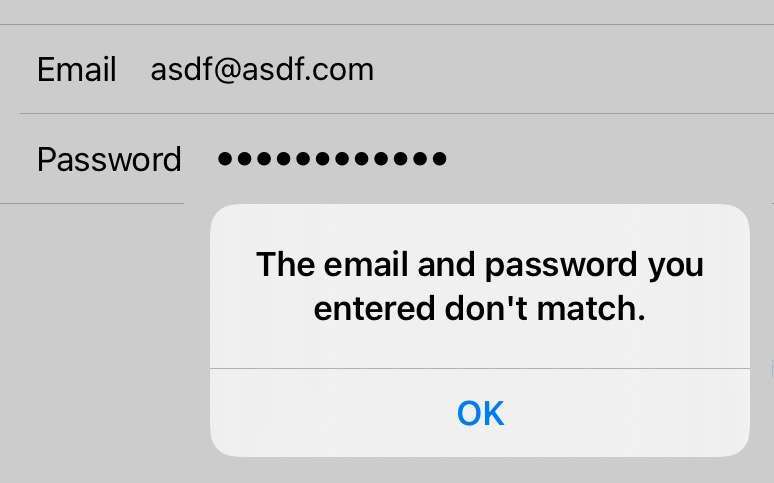 Email asdf@asdf.com
Password ●●●●●●●●●●●●
The email and password you
entered don't match.
OK